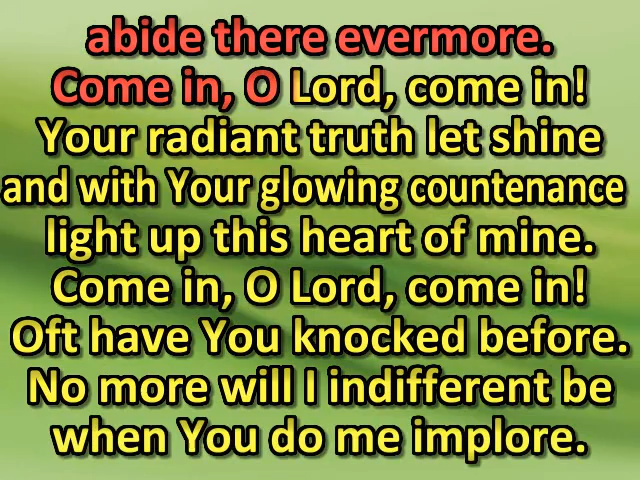 abide there evermore.
Come in, O Lord, come in!
Your radiant truth let shine
and with Your glowing countenance
light up this heart of mine.
Come in, O Lord, come in!
Oft have You knocked before.
No more will I indifferent be
when You do me implore.